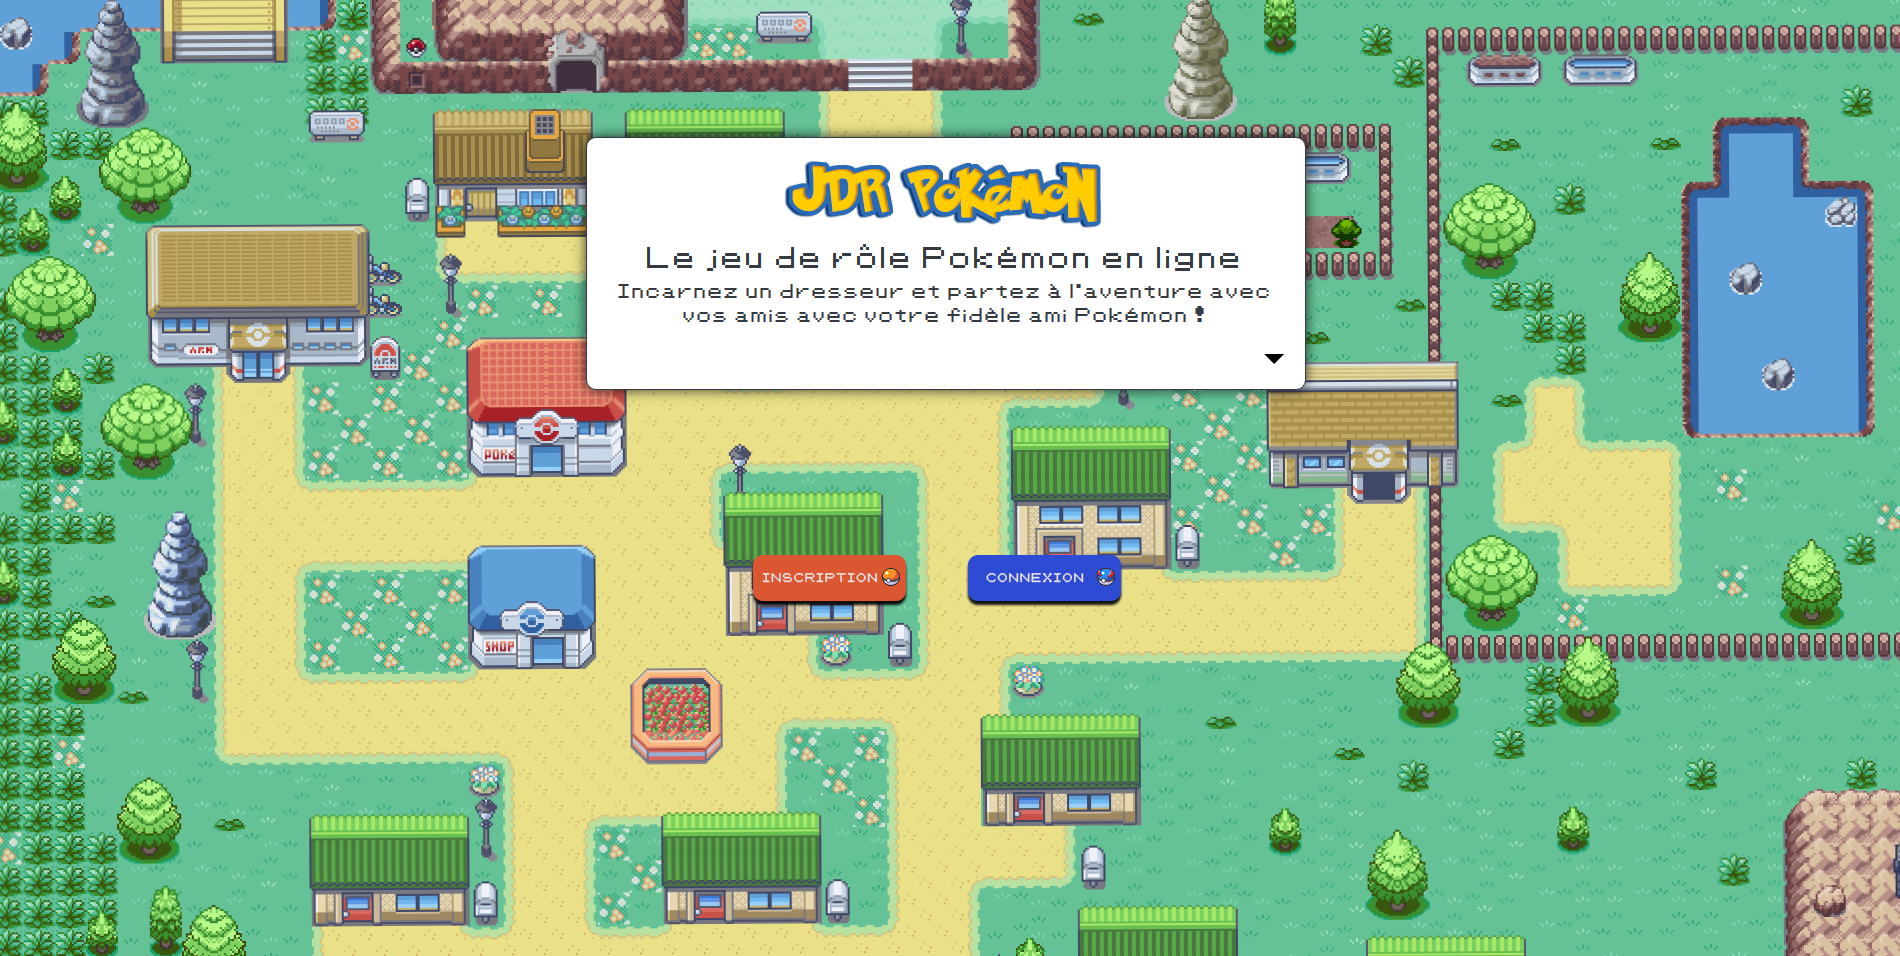 JDR Pokémon
Le jeu de rôle Pokémon en ligne
Incarnez un dresseur et partez à l'aventure avec
vos amis avec votre fidèle ami Pokémon !
POKé
SHOP
INSCRIPTION
CONNEXION